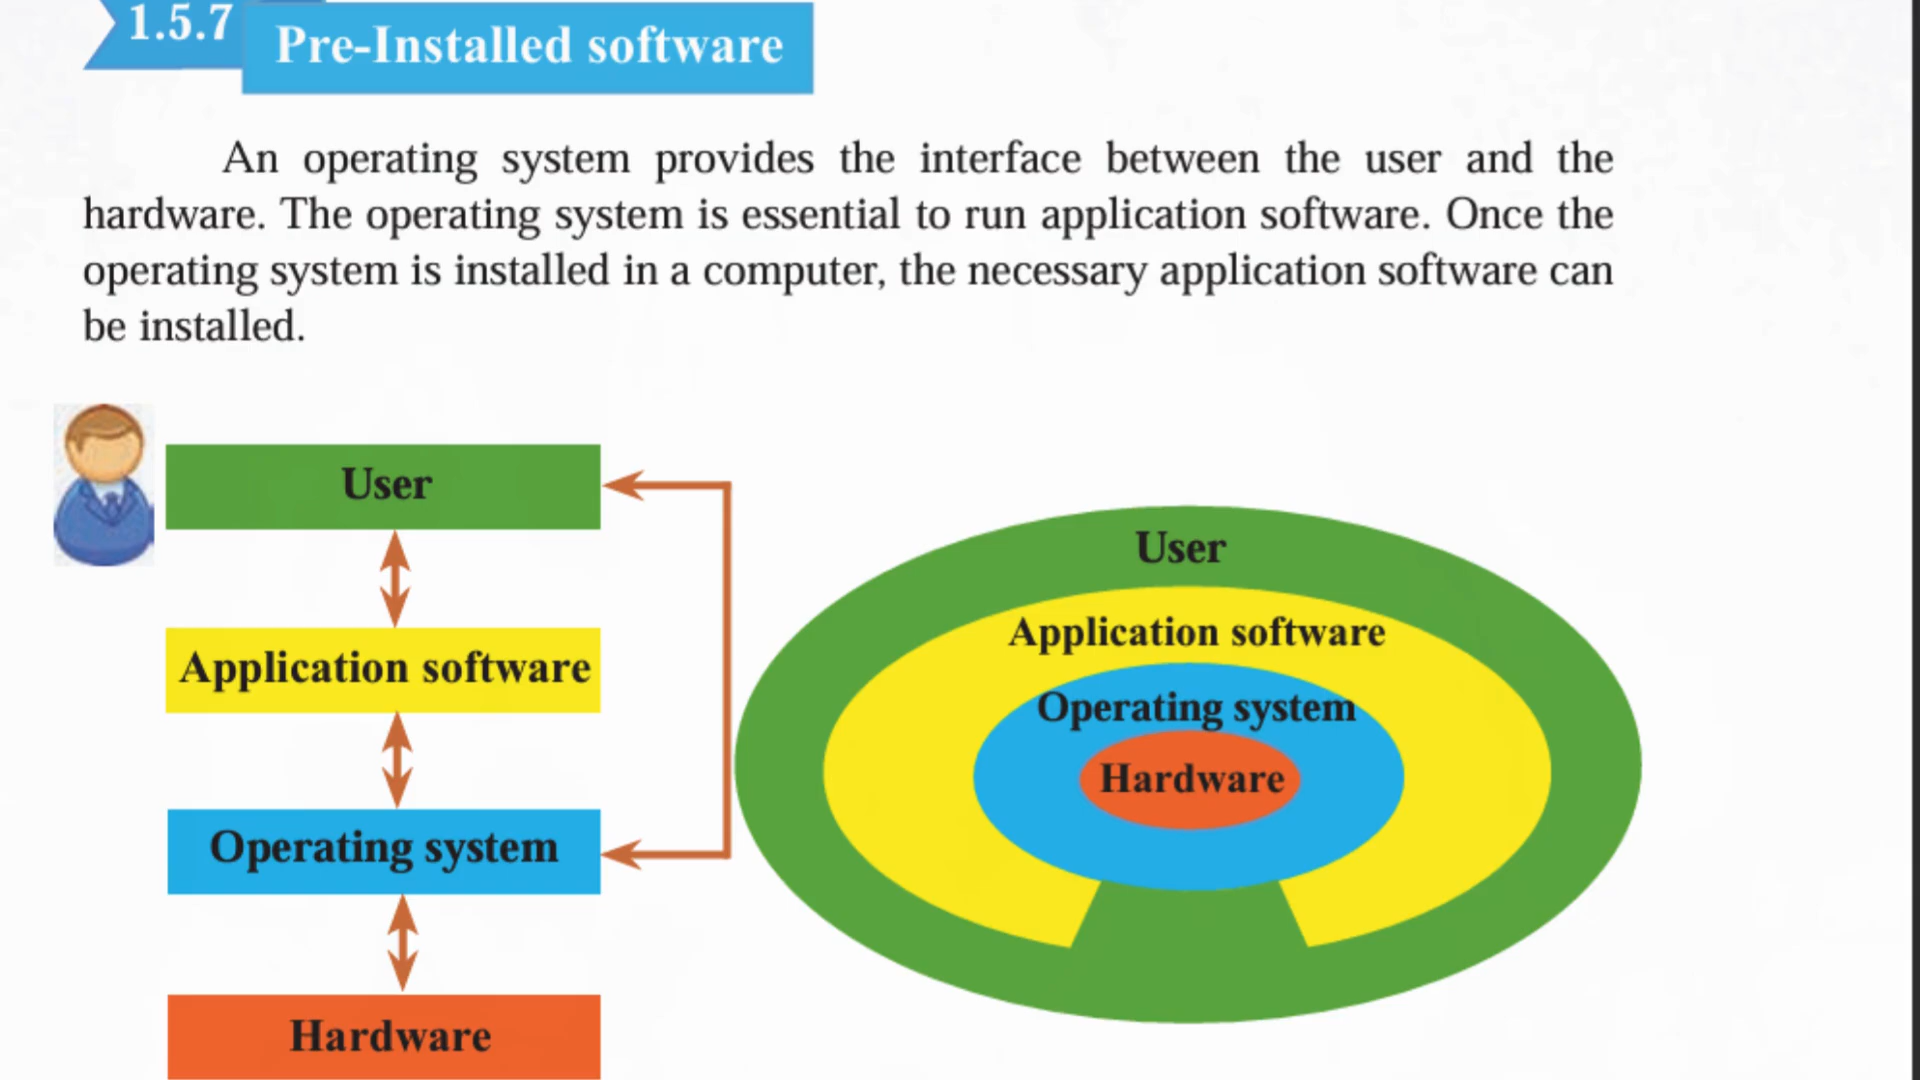 1.5.7
Pre-Installed software
An operating system provides the interface between the user and the
hardware. The operating system is essential to run application software. Once the
operating system is installed in a computer, the necessary application software can
be installed.
User
Application software
Operating system
Hardware
User
Application software
Operating system
Hardware